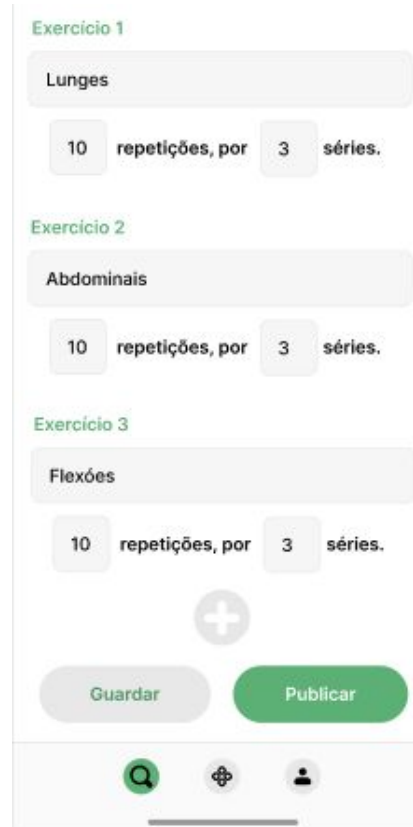 Exercício 1
Lunges
10 repetições, por 3 séries.
Exercício 2
Abdominais
10 repetições, por 3 séries.
Exercício 3
Flexóes
10 repetições, por 3 séries.
Guardar Publicar